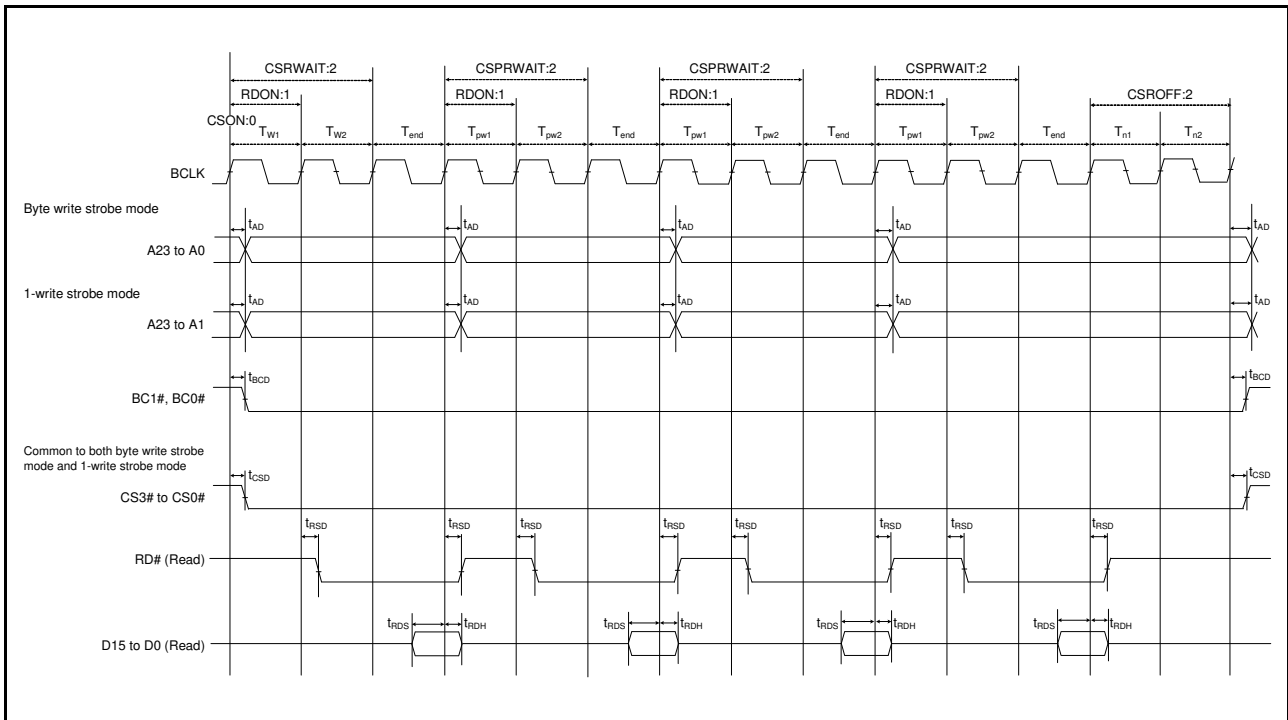 CSRWAIT:2 CSPRWAIT:2 CSPRWAIT:2 CSPRWAIT:2
RDON:1 RDON:1 RDON:1 RDON:1 CSROFF:2
CSON:0
TW1 TW2 Tend Tpw1 Tpw2 Tend Tpw1 Tpw2 Tend Tpw1 Tpw2 Tend Tn1 Tn2
BCLK
Byte write strobe mode
tAD tAD tAD tAD tAD
A23 to A0
1-write strobe mode
tAD tAD tAD tAD tAD
A23 to A1
tBCD tBCD
BC1#, BC0#
Common to both byte write strobe
mode and 1-write strobe mode
tCSD tCSD
CS3# to CS0#
tRSD tRSD tRSD tRSD tRSD tRSD tRSD tRSD
RD# (Read)
tRDS tRDH tRDS tRDH tRDS tRDH tRDS tRDH
D15 to D0 (Read)